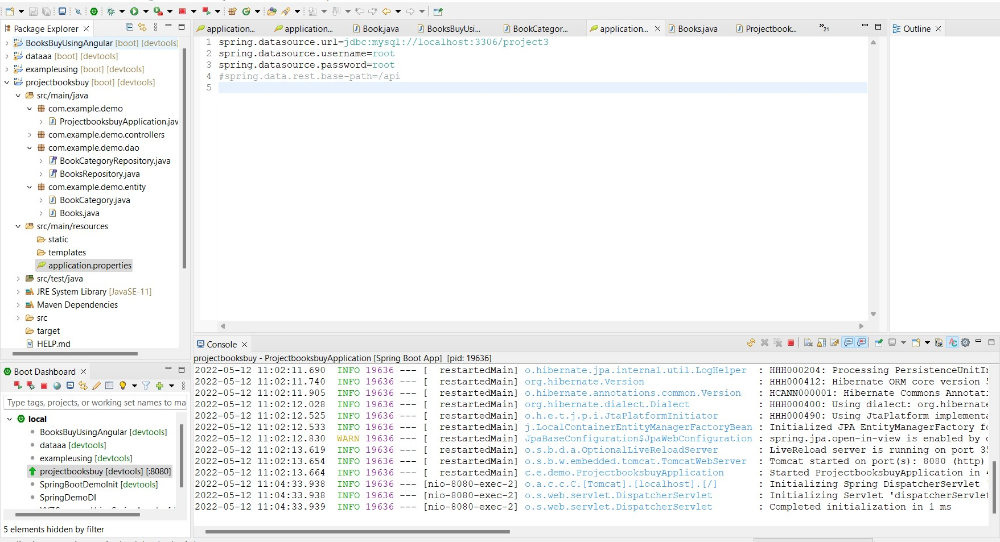 Package Explorer
BooksBuyUsingAngular [boot] [devtools]
dataaa [boot] [devtools]
exampleusing [boot] [devtools]
projectbooksbuy [boot] [devtools]
src/main/java
com.example.demo
ProjectbooksbuyApplication.jav
com.example.demo.controllers
com.example.demo.dao
BookCategoryRepository.java
BooksRepository.java
com.example.demo.entity
BookCategory.java
Books.java
src/main/resources
static
templates
application.properties
src/test/java
JRE System Library [JavaSE-11]
Maven Dependencies
src
target
HELP.md
Boot Dashboard
Type tags, projects, or working set names to ma
local
BooksBuyUsingAngular [devtools]
dataaa [devtools]
exampleusing [devtools]
projectbooksbuy [devtools] [:8080]
SpringBootDemoInit [devtools]
SpringDemoDI
5 elements hidden by filter
application... application... Book.java BooksBuyUsi... BookCategor... application... Books.java Projectbook... »21
1 spring.datasource.url=jdbc:mysql://localhost:3306/project3
2 spring.datasource.username=root
3 spring.datasource.password=root
4 #spring.data.rest.base-path=/api
5
Outline
Console
projectbooksbuy - ProjectbooksbuyApplication [Spring Boot App] [pid: 19636]
2022-05-12 11:02:11.690 INFO 19636 --- [ restartedMain] o.hibernate.jpa.internal.util.LogHelper : HHH000204: Processing PersistenceUnitIn
2022-05-12 11:02:11.740 INFO 19636 --- [ restartedMain] org.hibernate.Version : HHH000412: Hibernate ORM core version 5
2022-05-12 11:02:11.905 INFO 19636 --- [ restartedMain] o.hibernate.annotations.common.Version : HCANN000001: Hibernate Commons Annotati
2022-05-12 11:02:12.028 INFO 19636 --- [ restartedMain] org.hibernate.dialect.Dialect : HHH000400: Using dialect: org.hibernate
2022-05-12 11:02:12.525 INFO 19636 --- [ restartedMain] o.h.e.t.j.p.i.JtaPlatformInitiator : HHH000490: Using JtaPlatform implementa
2022-05-12 11:02:12.533 INFO 19636 --- [ restartedMain] j.LocalContainerEntityManagerFactoryBean : Initialized JPA EntityManagerFactory fo
2022-05-12 11:02:12.830 WARN 19636 --- [ restartedMain] JpaBaseConfiguration$JpaWebConfiguration : spring.jpa.open-in-view is enabled by d
2022-05-12 11:02:13.619 INFO 19636 --- [ restartedMain] o.s.b.d.a.OptionalLiveReloadServer : LiveReload server is running on port 35
2022-05-12 11:02:13.654 INFO 19636 --- [ restartedMain] o.s.b.w.embedded.tomcat.TomcatWebServer : Tomcat started on port(s): 8080 (http)
2022-05-12 11:02:13.664 INFO 19636 --- [ restartedMain] c.e.demo.ProjectbooksbuyApplication : Started ProjectbooksbuyApplication in 4
2022-05-12 11:04:33.938 INFO 19636 --- [nio-8080-exec-2] o.a.c.c.C.[Tomcat].[localhost].[/] : Initializing Spring DispatcherServlet '
2022-05-12 11:04:33.938 INFO 19636 --- [nio-8080-exec-2] o.s.web.servlet.DispatcherServlet : Initializing Servlet 'dispatcherServlet
2022-05-12 11:04:33.939 INFO 19636 --- [nio-8080-exec-2] o.s.web.servlet.DispatcherServlet : Completed initialization in 1 ms